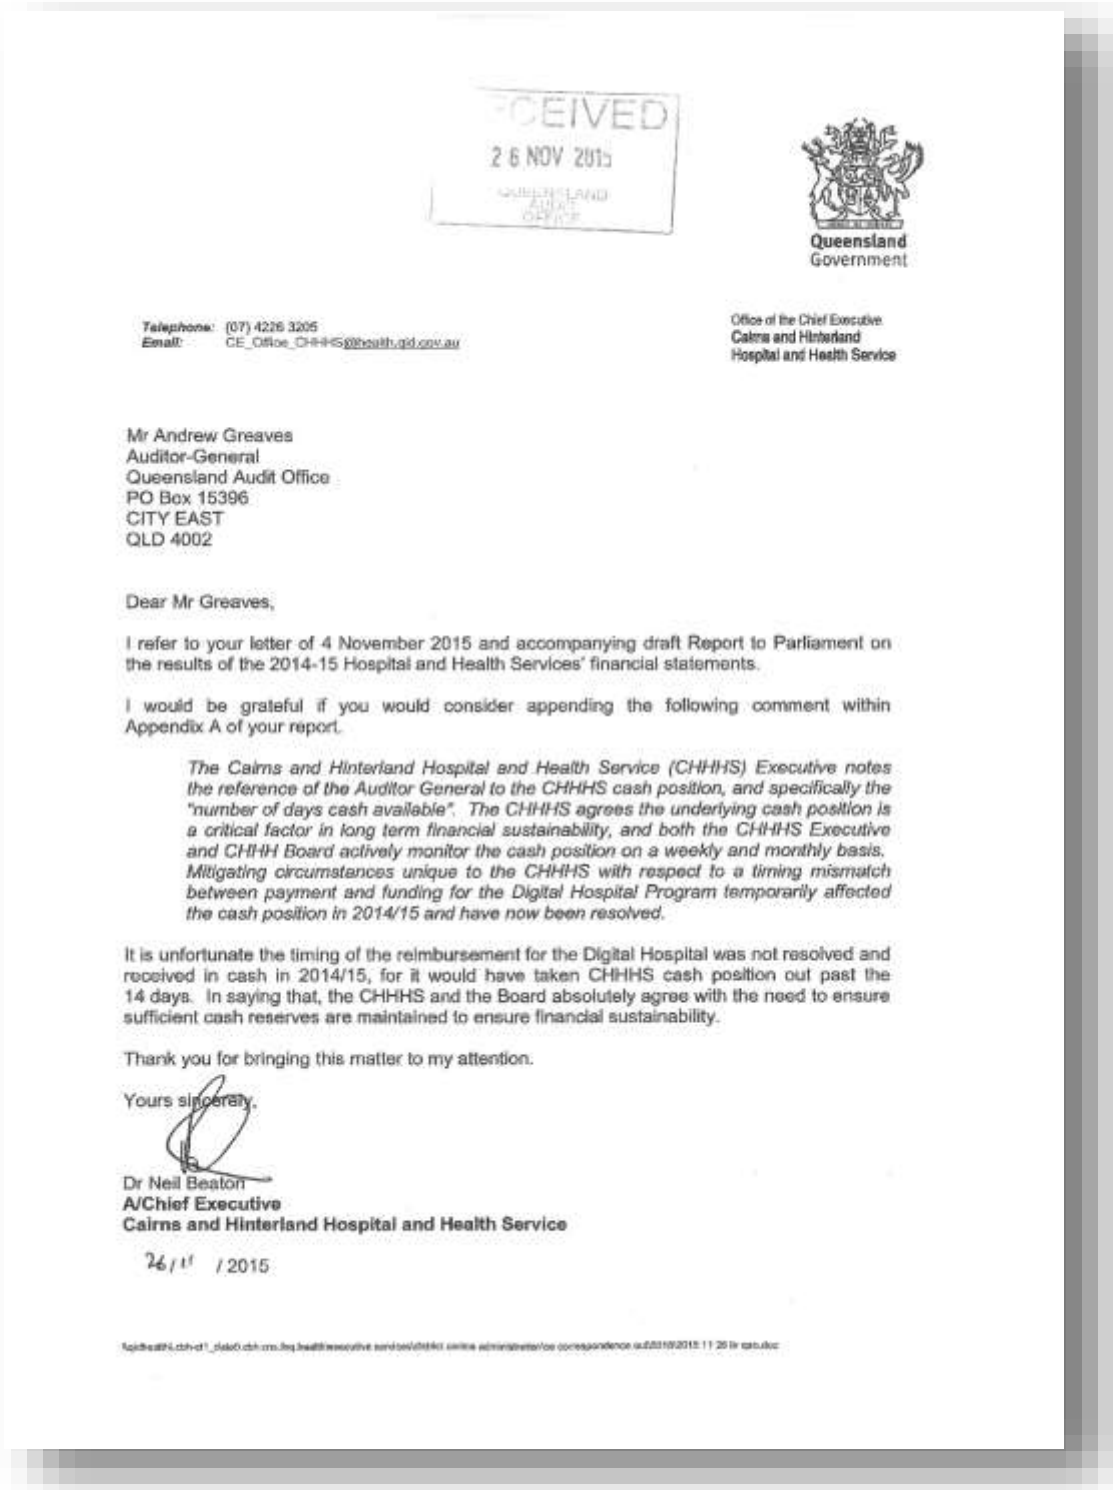 CEIVED
26 NOV 2015
QUEENSLAND
AUDIT
OFFICE
Queensland
Government
Telephone: (07) 4226 3205
Email: CE_Office_CHHHS@health.qld.gov.au
Office of the Chief Executive
Cairns and Hinterland
Hospital and Health Service
Mr Andrew Greaves
Auditor-General
Queensland Audit Office
PO Box 15396
CITY EAST
QLD 4002
Dear Mr Greaves,
I refer to your letter of 4 November 2015 and accompanying draft Report to Parliament on
the results of the 2014-15 Hospital and Health Services' financial statements.
I would be grateful if you would consider appending the following comment within
Appendix A of your report.
The Cairns and Hinterland Hospital and Health Service (CHHHS) Executive notes
the reference of the Auditor General to the CHHHS cash position, and specifically the
"number of days cash available". The CHHHS agrees the underlying cash position is
a critical factor in long term financial sustainability, and both the CHHHS Executive
and CHHH Board actively monitor the cash position on a weekly and monthly basis.
Mitigating circumstances unique to the CHHHS with respect to a timing mismatch
between payment and funding for the Digital Hospital Program temporarily affected
the cash position in 2014/15 and have now been resolved.
It is unfortunate the timing of the reimbursement for the Digital Hospital was not resolved and
received in cash in 2014/15, for it would have taken CHHHS cash position out past the
14 days. In saying that, the CHHHS and the Board absolutely agree with the need to ensure
sufficient cash reserves are maintained to ensure financial sustainability.
Thank you for bringing this matter to my attention.
Yours sincerely,
Dr Neil Beaton
A/Chief Executive
Cairns and Hinterland Hospital and Health Service
26/11 / 2015